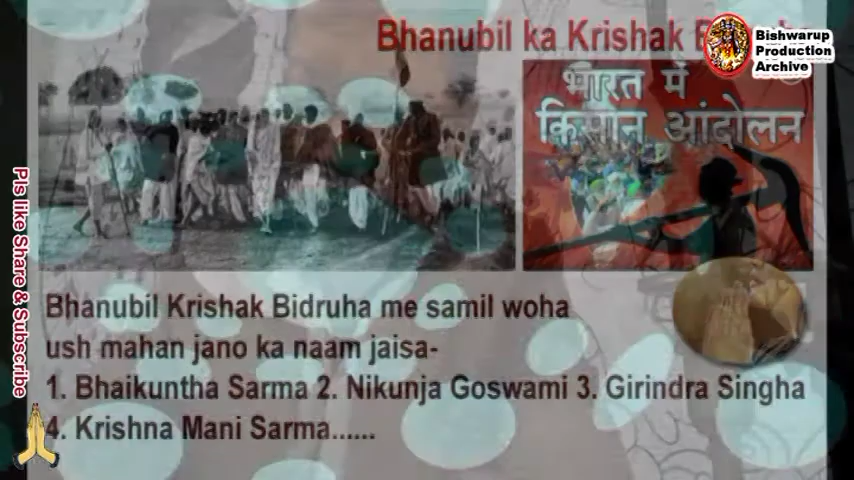 Bhanubil ka Krishak
Bishwarup
Production
Archive
भारत में
किसान आंदोलन
Pls like Share & Subscribe
Bhanubil Krishak Bidruha me samil woha
ush mahan jano ka naam jaisa-
1. Bhaikuntha Sarma 2. Nikunja Goswami 3. Girindra Singha
4. Krishna Mani Sarma......